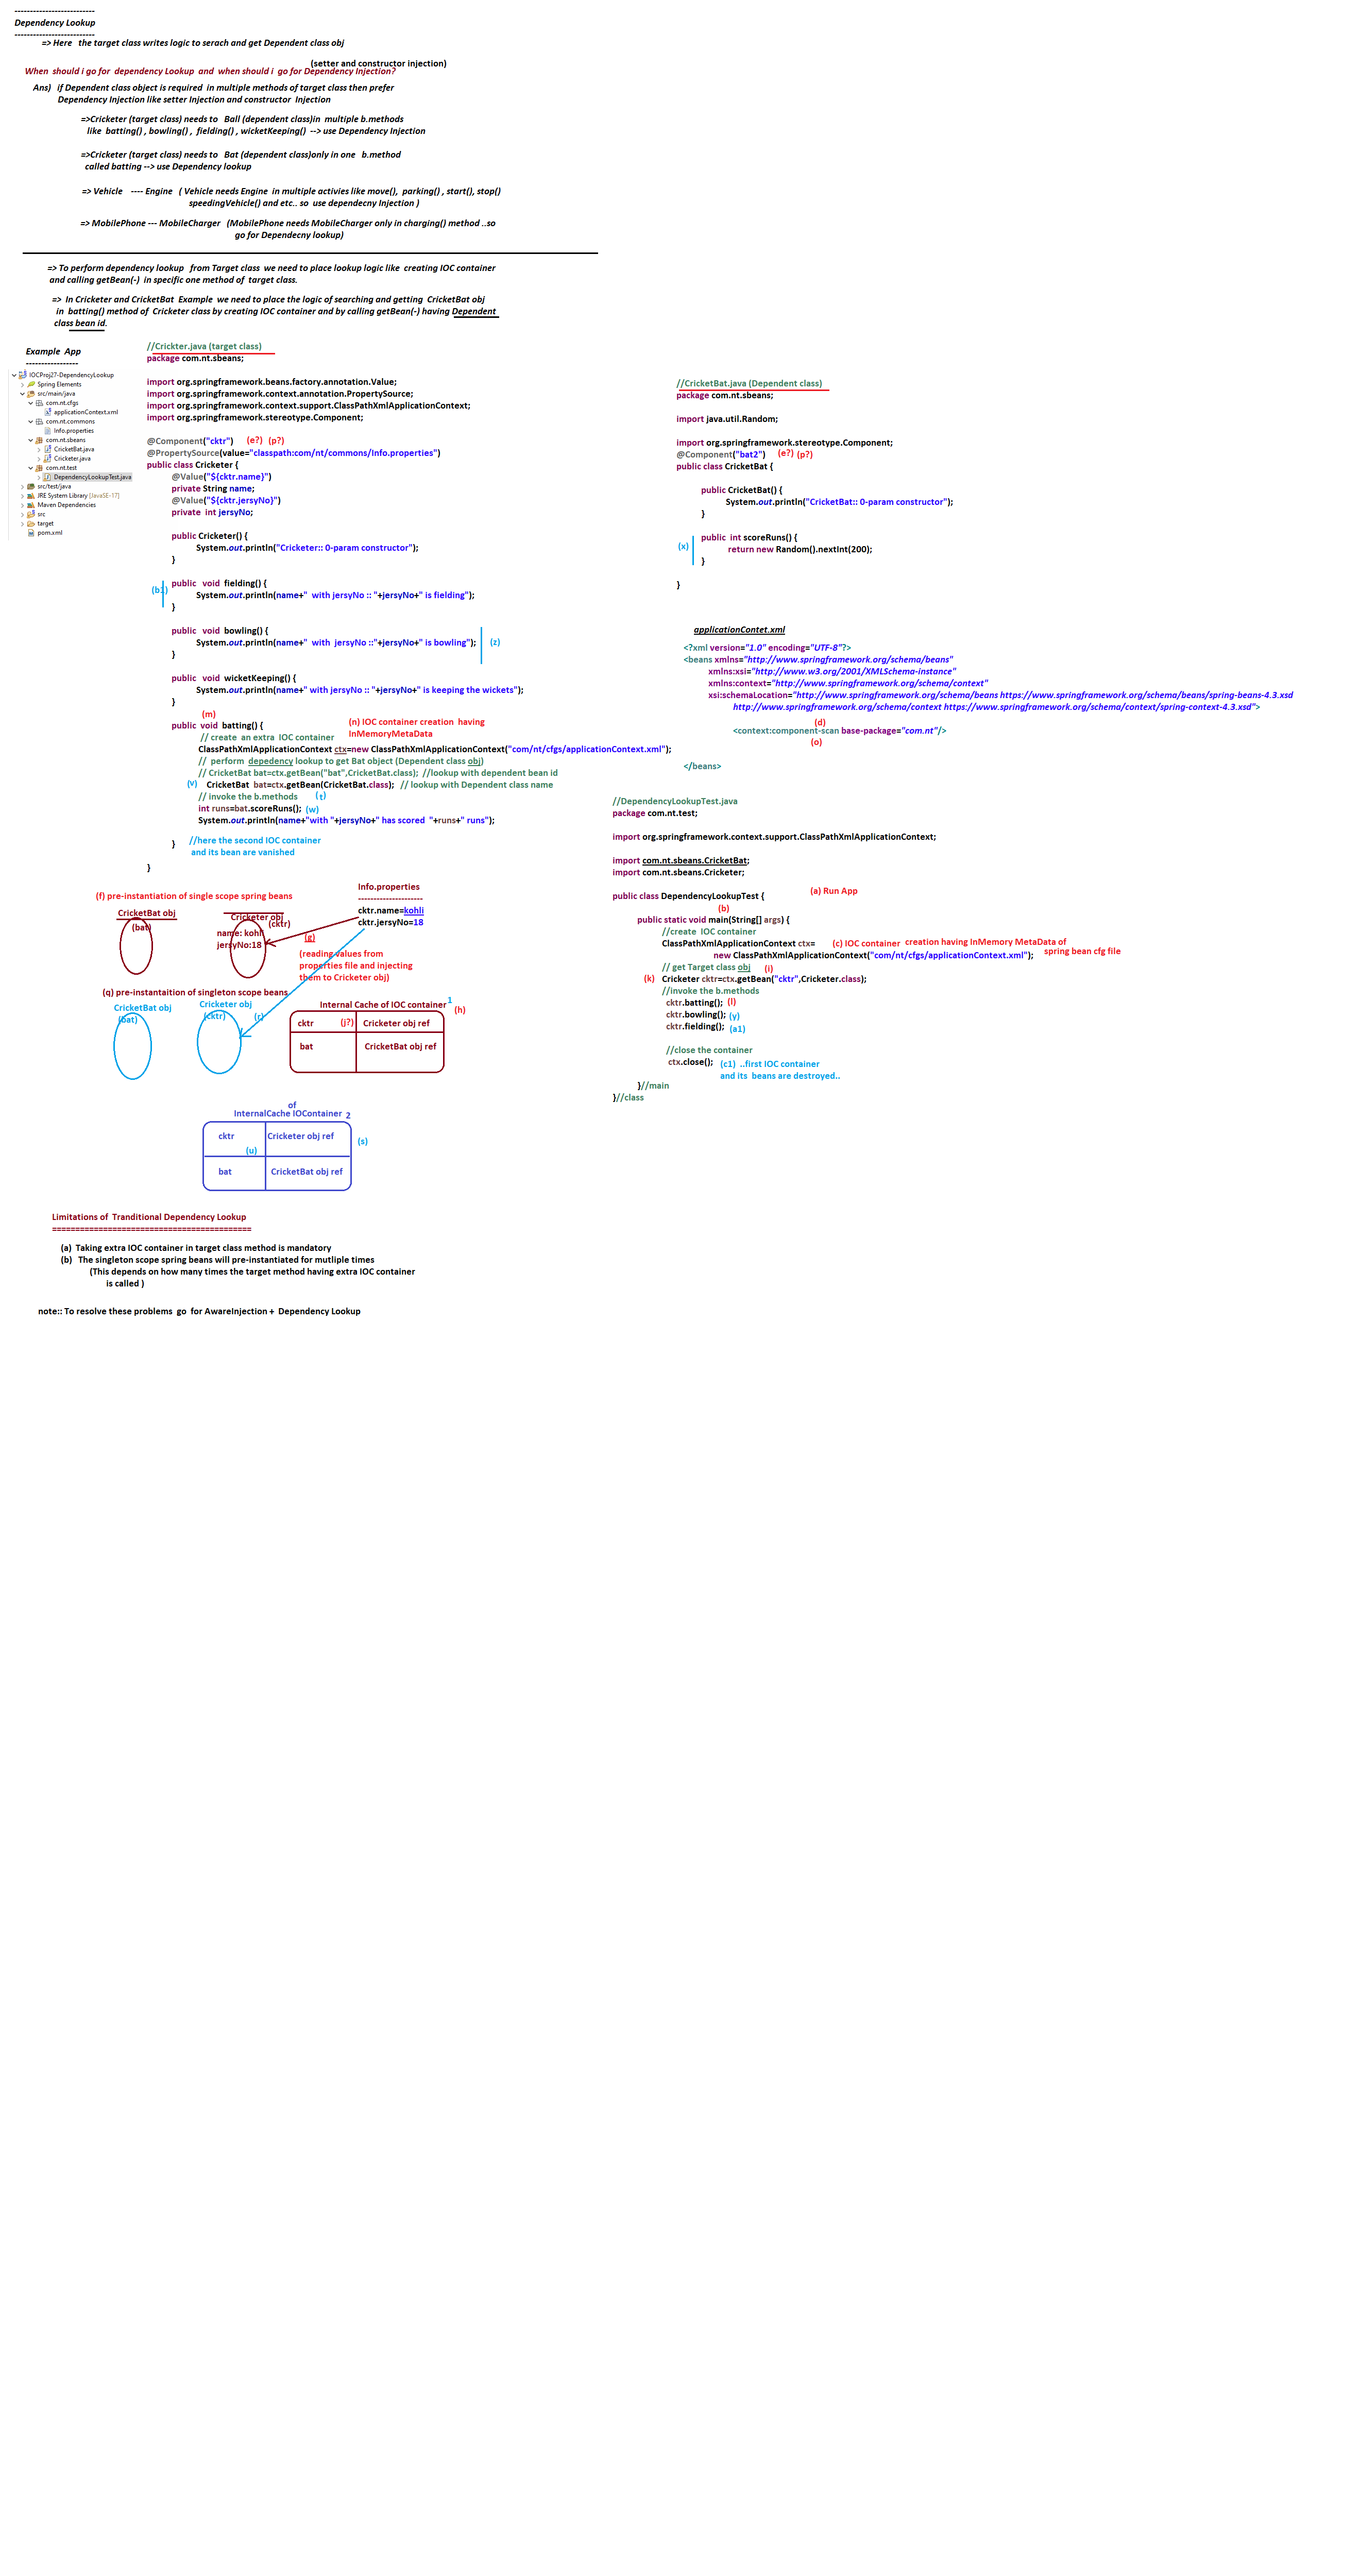 --------------------------
Dependency Lookup
--------------------------
=> Here the target class writes logic to serach and get Dependent class obj
(setter and constructor injection)
When should i go for dependency Lookup and when should i go for Dependency Injection?
Ans) if Dependent class object is required in multiple methods of target class then prefer
Dependency Injection like setter Injection and constructor Injection
=>Cricketer (target class) needs to Ball (dependent class)in multiple b.methods
like batting() , bowling() , fielding() , wicketKeeping() --> use Dependency Injection
=>Cricketer (target class) needs to Bat (dependent class)only in one b.method
called batting --> use Dependency lookup
=> Vehicle ---- Engine ( Vehicle needs Engine in multiple activies like move(), parking() , start(), stop()
speedingVehicle() and etc.. so use dependecny Injection )
=> MobilePhone --- MobileCharger (MobilePhone needs MobileCharger only in charging() method ..so
go for Dependecny lookup)
=> To perform dependency lookup from Target class we need to place lookup logic like creating IOC container
and calling getBean(-) in specific one method of target class.
=> In Cricketer and CricketBat Example we need to place the logic of searching and getting CricketBat obj
in batting() method of Cricketer class by creating IOC container and by calling getBean(-) having Dependent
class bean id.
Example App
-----------------
IOCProj27-DependencyLookup
Spring Elements
src/main/java
com.nt.cfgs
applicationContext.xml
com.nt.commons
Info.properties
com.nt.sbeans
CricketBat.java
Cricketer.java
com.nt.test
DependencyLookupTest.java
src/test/java
JRE System Library [JavaSE-17]
Maven Dependencies
src
target
pom.xml
//Crickter.java (target class)
package com.nt.sbeans;
import org.springframework.beans.factory.annotation.Value;
import org.springframework.context.annotation.PropertySource;
import org.springframework.context.support.ClassPathXmlApplicationContext;
import org.springframework.stereotype.Component;
@Component("cktr") (e?) (p?)
@PropertySource(value="classpath:com/nt/commons/Info.properties")
public class Cricketer {
@Value("${cktr.name}")
private String name;
@Value("${cktr.jersyNo}")
private int jersyNo;
public Cricketer() {
System.out.println("Cricketer:: 0-param constructor");
}
(b1) public void fielding() {
System.out.println(name+" with jersyNo :: "+jersyNo+" is fielding");
}
public void bowling() {
System.out.println(name+" with jersyNo ::"+jersyNo+" is bowling"); (z)
}
public void wicketKeeping() {
System.out.println(name+" with jersyNo :: "+jersyNo+" is keeping the wickets");
}
(m)
public void batting() { (n) IOC container creation having
InMemoryMetaData
// create an extra IOC container
ClassPathXmlApplicationContext ctx=new ClassPathXmlApplicationContext("com/nt/cfgs/applicationContext.xml");
// perform depedency lookup to get Bat object (Dependent class obj)
// CricketBat bat=ctx.getBean("bat",CricketBat.class); //lookup with dependent bean id
(v) CricketBat bat=ctx.getBean(CricketBat.class); // lookup with Dependent class name
// invoke the b.methods (t)
int runs=bat.scoreRuns(); (w)
System.out.println(name+"with "+jersyNo+" has scored "+runs+" runs");
} //here the second IOC container
and its bean are vanished
}
//CricketBat.java (Dependent class)
package com.nt.sbeans;
import java.util.Random;
import org.springframework.stereotype.Component;
@Component("bat2") (e?) (p?)
public class CricketBat {
public CricketBat() {
System.out.println("CricketBat:: 0-param constructor");
}
(x) public int scoreRuns() {
return new Random().nextInt(200);
}
}
applicationContet.xml
<?xml version="1.0" encoding="UTF-8"?>
<beans xmlns="http://www.springframework.org/schema/beans"
xmlns:xsi="http://www.w3.org/2001/XMLSchema-instance"
xmlns:context="http://www.springframework.org/schema/context"
xsi:schemaLocation="http://www.springframework.org/schema/beans https://www.springframework.org/schema/beans/spring-beans-4.3.xsd
http://www.springframework.org/schema/context https://www.springframework.org/schema/context/spring-context-4.3.xsd">
(d)
<context:component-scan base-package="com.nt"/>
(o)
</beans>
//DependencyLookupTest.java
package com.nt.test;
import org.springframework.context.support.ClassPathXmlApplicationContext;
import com.nt.sbeans.CricketBat;
import com.nt.sbeans.Cricketer;
public class DependencyLookupTest { (a) Run App
(b)
public static void main(String[] args) {
//create IOC container
ClassPathXmlApplicationContext ctx= (c) IOC container creation having InMemory MetaData of
spring bean cfg file
new ClassPathXmlApplicationContext("com/nt/cfgs/applicationContext.xml");
// get Target class obj (i)
(k) Cricketer cktr=ctx.getBean("cktr",Cricketer.class);
//invoke the b.methods
cktr.batting(); (l)
cktr.bowling(); (y)
cktr.fielding(); (a1)
//close the container
ctx.close(); (c1) ..first IOC container
and its beans are destroyed..
}//main
}//class
(f) pre-instantiation of single scope spring beans
CricketBat obj
(bat)
Cricketer obj
(cktr)
name: kohli
jersyNo:18
Info.properties
---------------------
cktr.name=kohli
cktr.jersyNo=18
(g)
(reading values from
properties file and injecting
them to Cricketer obj)
(q) pre-instantaition of singleton scope beans
CricketBat obj
(bat)
Cricketer obj
(cktr)
(r)
Internal Cache of IOC container 1
(h)
cktr (j?) Cricketer obj ref
bat CricketBat obj ref
of
InternalCache IOContainer 2
cktr Cricketer obj ref
(s)
(u)
bat CricketBat obj ref
Limitations of Tranditional Dependency Lookup
===========================================
(a) Taking extra IOC container in target class method is mandatory
(b) The singleton scope spring beans will pre-instantiated for mutliple times
(This depends on how many times the target method having extra IOC container
is called )
note:: To resolve these problems go for AwareInjection + Dependency Lookup